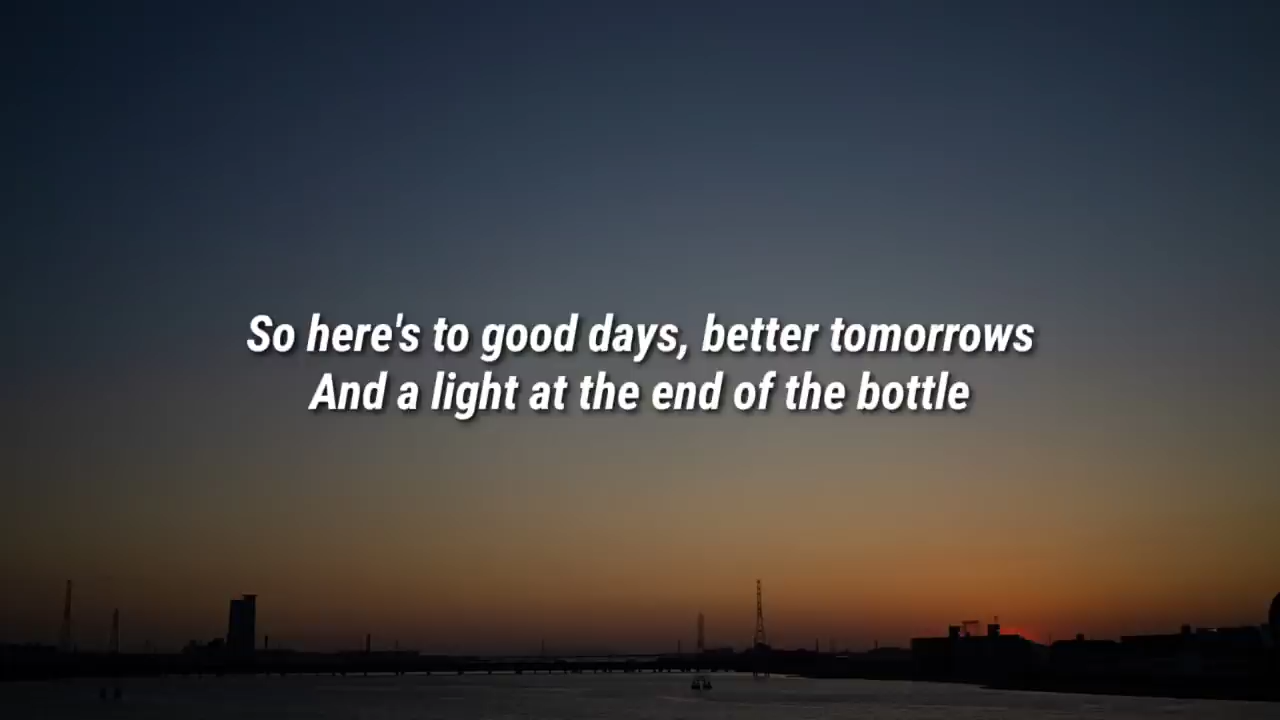 So here's to good days, better tomorrows
And a light at the end of the bottle